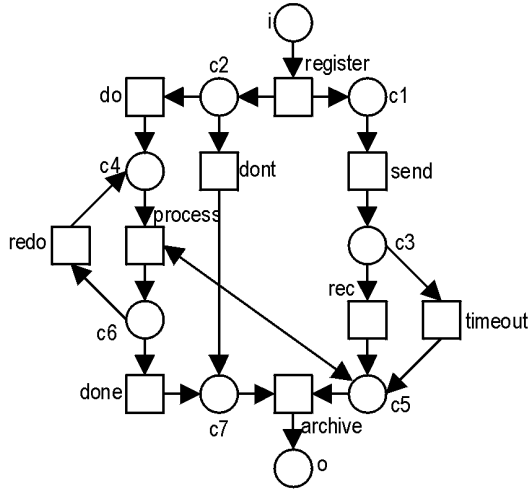 i
register
c2
do
c1
c4
dont
send
process
redo
c3
rec
timeout
c6
done
c7
archive
c5
o